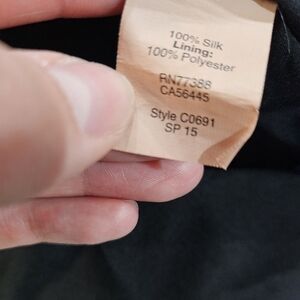 100% Silk
Lining:
100% Polyester
RN77388
CA56445
Style C0691
SP 15